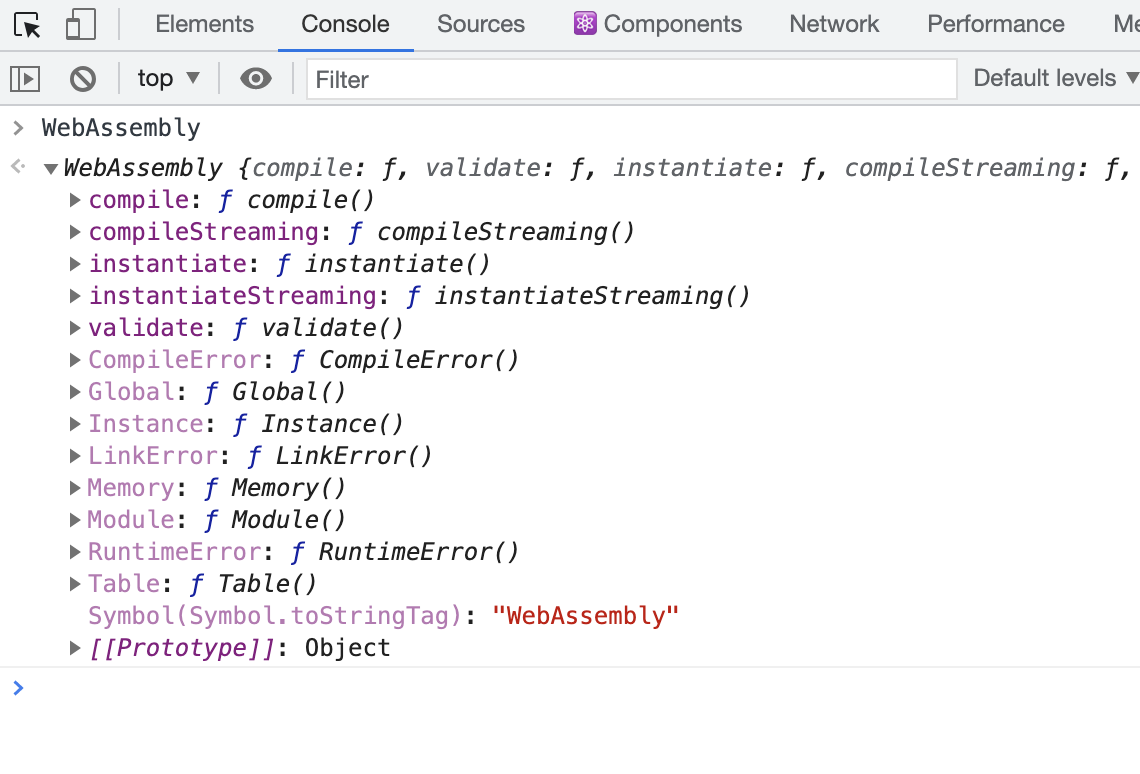 Elements Console Sources Components Network Performance Me
top Filter Default levels
WebAssembly
WebAssembly {compile: ƒ, validate: ƒ, instantiate: ƒ, compileStreaming: ƒ,
compile: ƒ compile()
compileStreaming: ƒ compileStreaming()
instantiate: ƒ instantiate()
instantiateStreaming: ƒ instantiateStreaming()
validate: ƒ validate()
CompileError: ƒ CompileError()
Global: ƒ Global()
Instance: ƒ Instance()
LinkError: ƒ LinkError()
Memory: ƒ Memory()
Module: ƒ Module()
RuntimeError: ƒ RuntimeError()
Table: ƒ Table()
Symbol(Symbol.toStringTag): "WebAssembly"
[[Prototype]]: Object